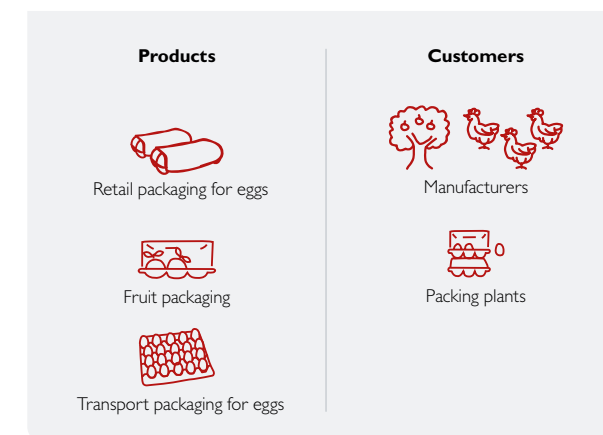 Products
Retail packaging for eggs
Fruit packaging
Transport packaging for eggs
Customers
Manufacturers
Packing plants